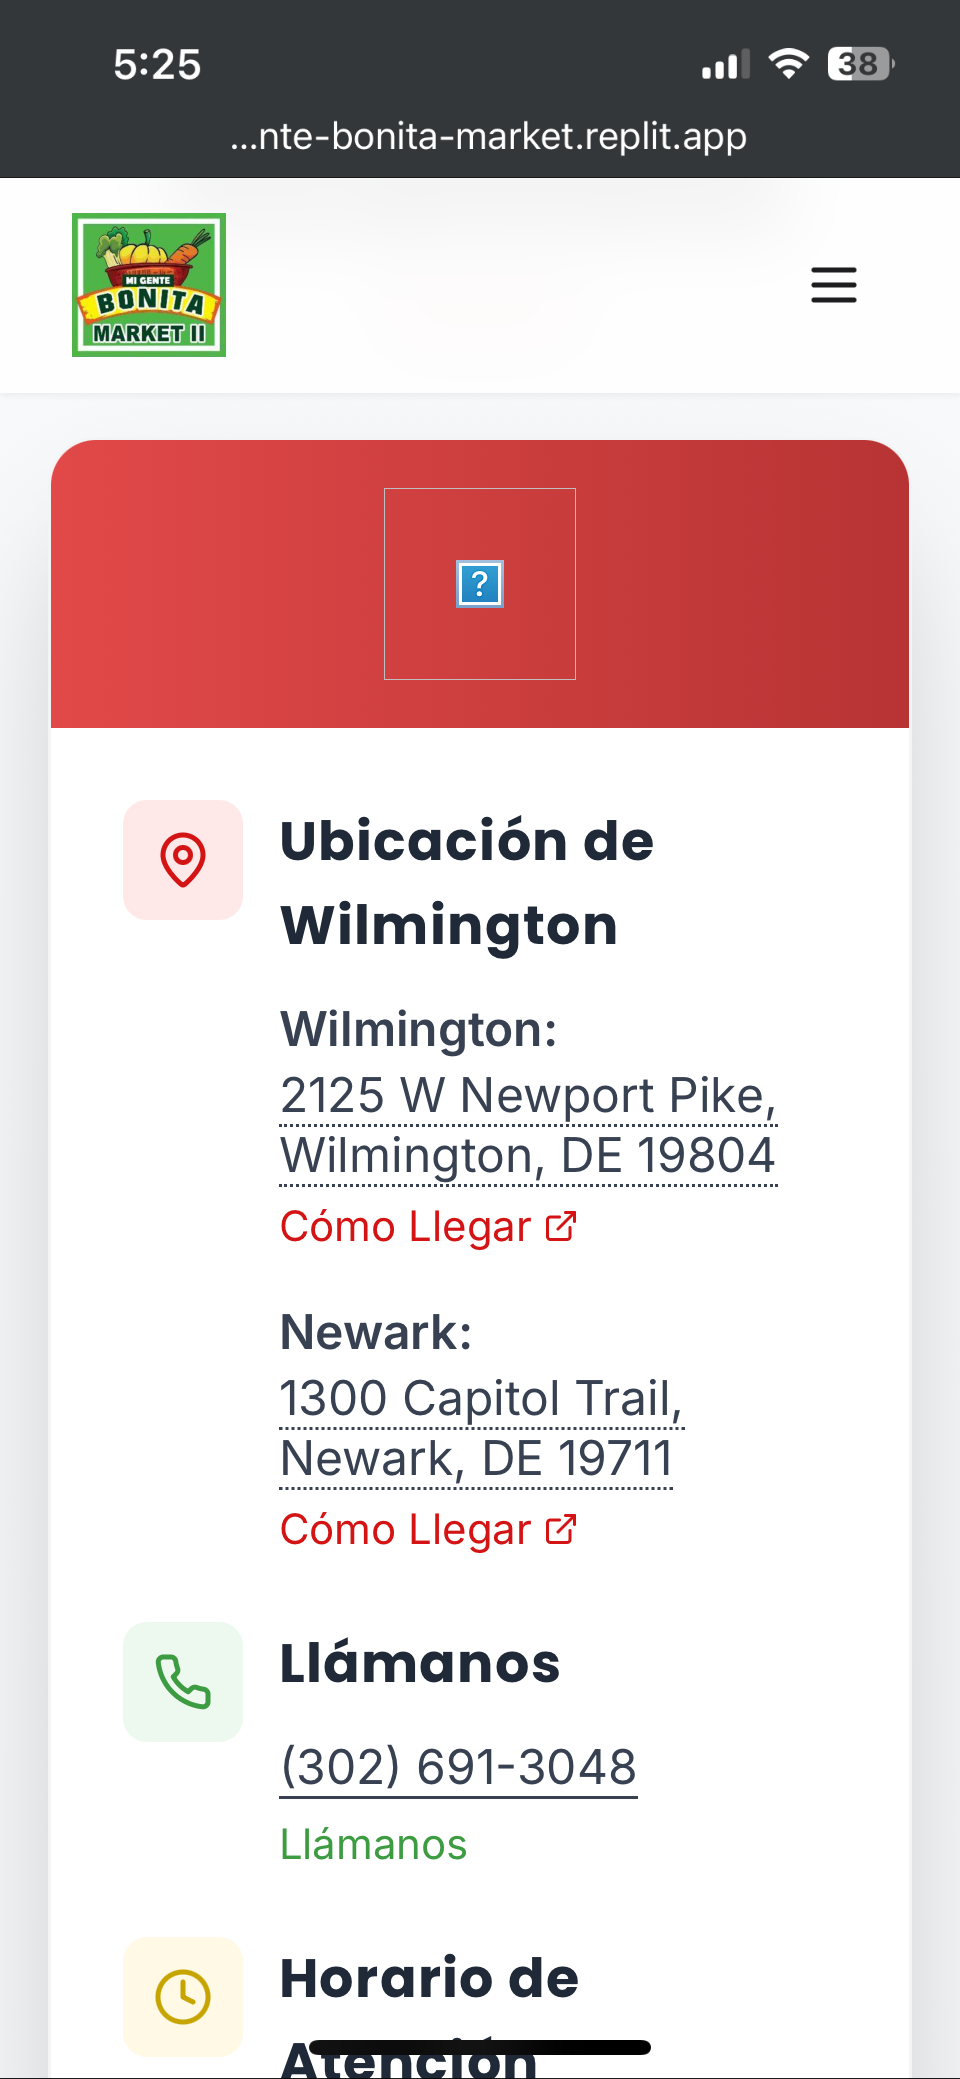 5:25
38
...nte-bonita-market.replit.app
MI GENTE
BONITA
MARKET II
?
Ubicación de
Wilmington
Wilmington:
2125 W Newport Pike,
Wilmington, DE 19804
Cómo Llegar
Newark:
1300 Capitol Trail,
Newark, DE 19711
Cómo Llegar
Llámanos
(302) 691-3048
Llámanos
Horario de
Atención